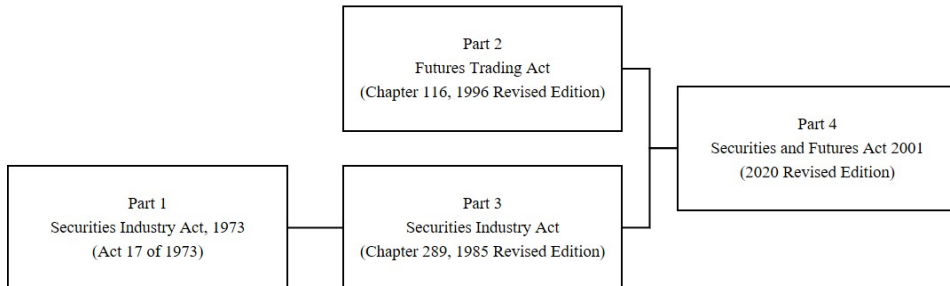 Part 2
Futures Trading Act
(Chapter 116, 1996 Revised Edition)
Part 4
Securities and Futures Act 2001
(2020 Revised Edition)
Part 1
Securities Industry Act, 1973
(Act 17 of 1973)
Part 3
Securities Industry Act
(Chapter 289, 1985 Revised Edition)